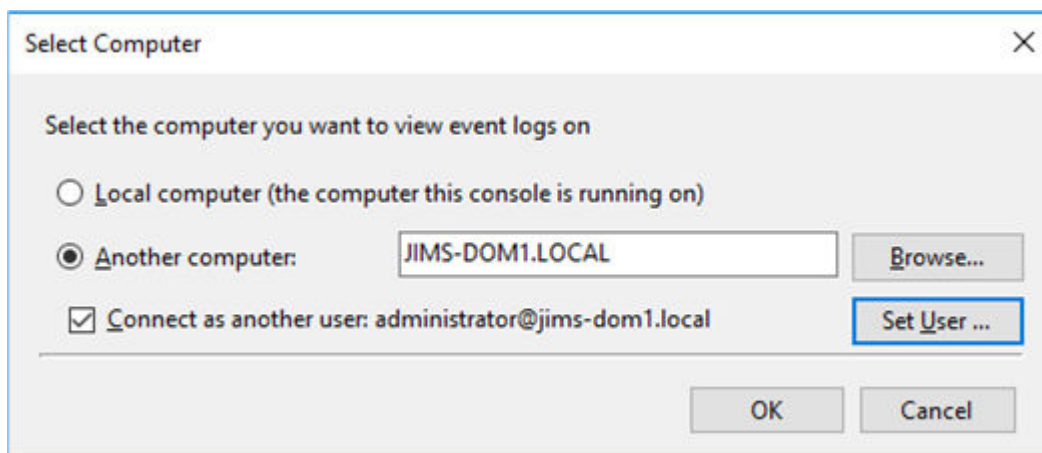 Select Computer
Select the computer you want to view event logs on
Local computer (the computer this console is running on)
Another computer: JIMS-DOM1.LOCAL Browse...
Connect as another user: administrator@jims-dom1.local Set User ...
OK Cancel